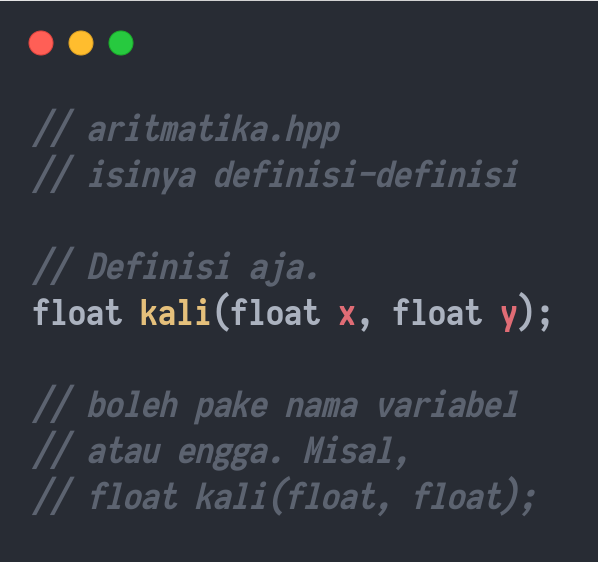 // aritmatika.hpp
// isinya definisi-definisi
// Definisi aja.
float kali(float x, float y);
// boleh pake nama variabel
// atau engga. Misal,
// float kali(float, float);